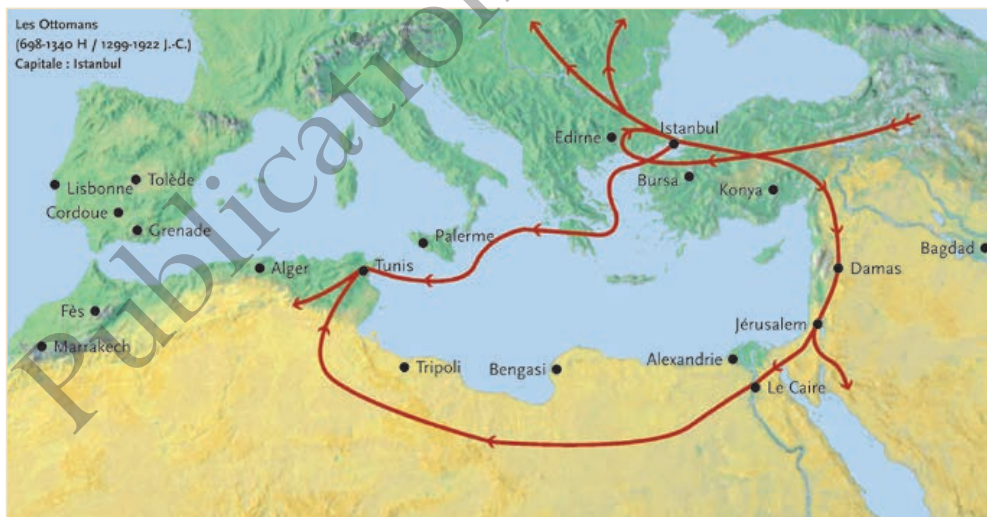 Les Ottomans
(698-1340 H / 1299-1922 J.-C.)
Capitale : Istanbul
Publication
Edirne
Istanbul
Bursa
Konya
Lisbonne
Tolède
Cordoue
Grenade
Palerme
Bagdad
Alger
Tunis
Damas
Fès
Marrakech
Jérusalem
Tripoli
Bengasi
Alexandrie
Le Caire